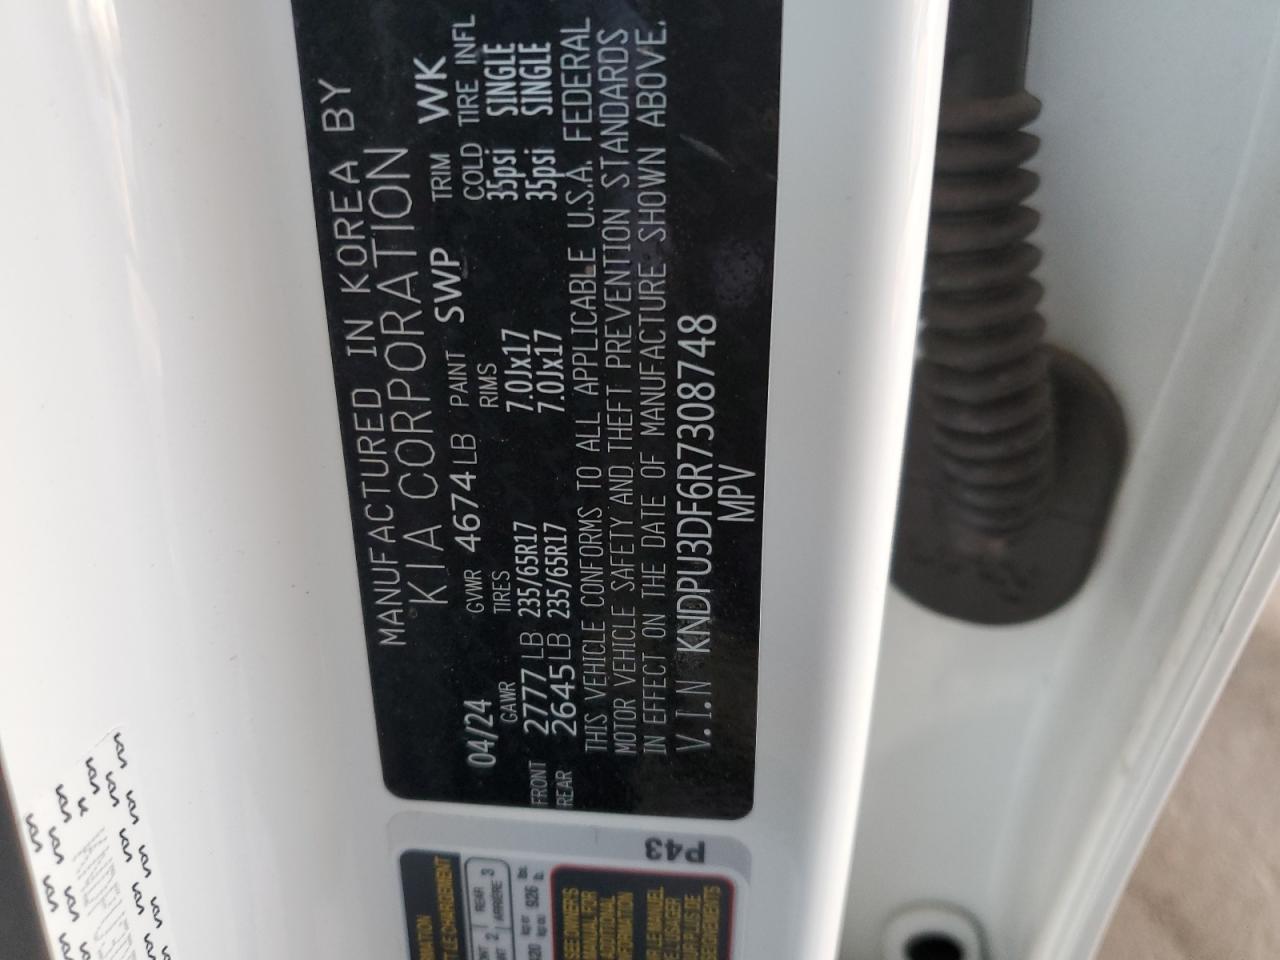 MANUFACTURED IN KOREA BY
KIA CORPORATION
04/24 GVWR 4674LB PAINT SWP TRIM WK
GAWR TIRES RIMS COLD TIRE INFL
FRONT 2777LB 235/65R17 7.0Jx17 35psi SINGLE
REAR 2645LB 235/65R17 7.0Jx17 35psi SINGLE
THIS VEHICLE CONFORMS TO ALL APPLICABLE U.S.A. FEDERAL
MOTOR VEHICLE SAFETY AND THEFT PREVENTION STANDARDS
IN EFFECT ON THE DATE OF MANUFACTURE SHOWN ABOVE.
V.I.N KNDPU3DF6R7308748
MPV
P43
REAR
ARRIÈRE 3